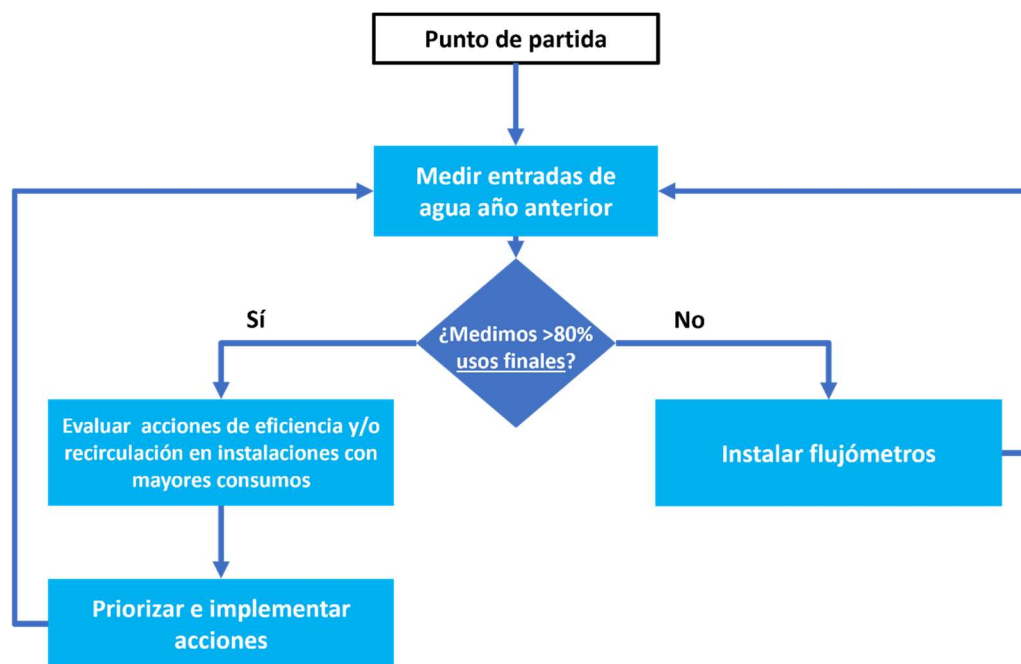 Punto de partida
Medir entradas de
agua año anterior
Sí
¿Medimos >80%
usos finales?
No
Evaluar acciones de eficiencia y/o
recirculación en instalaciones con
mayores consumos
Instalar flujómetros
Priorizar e implementar
acciones